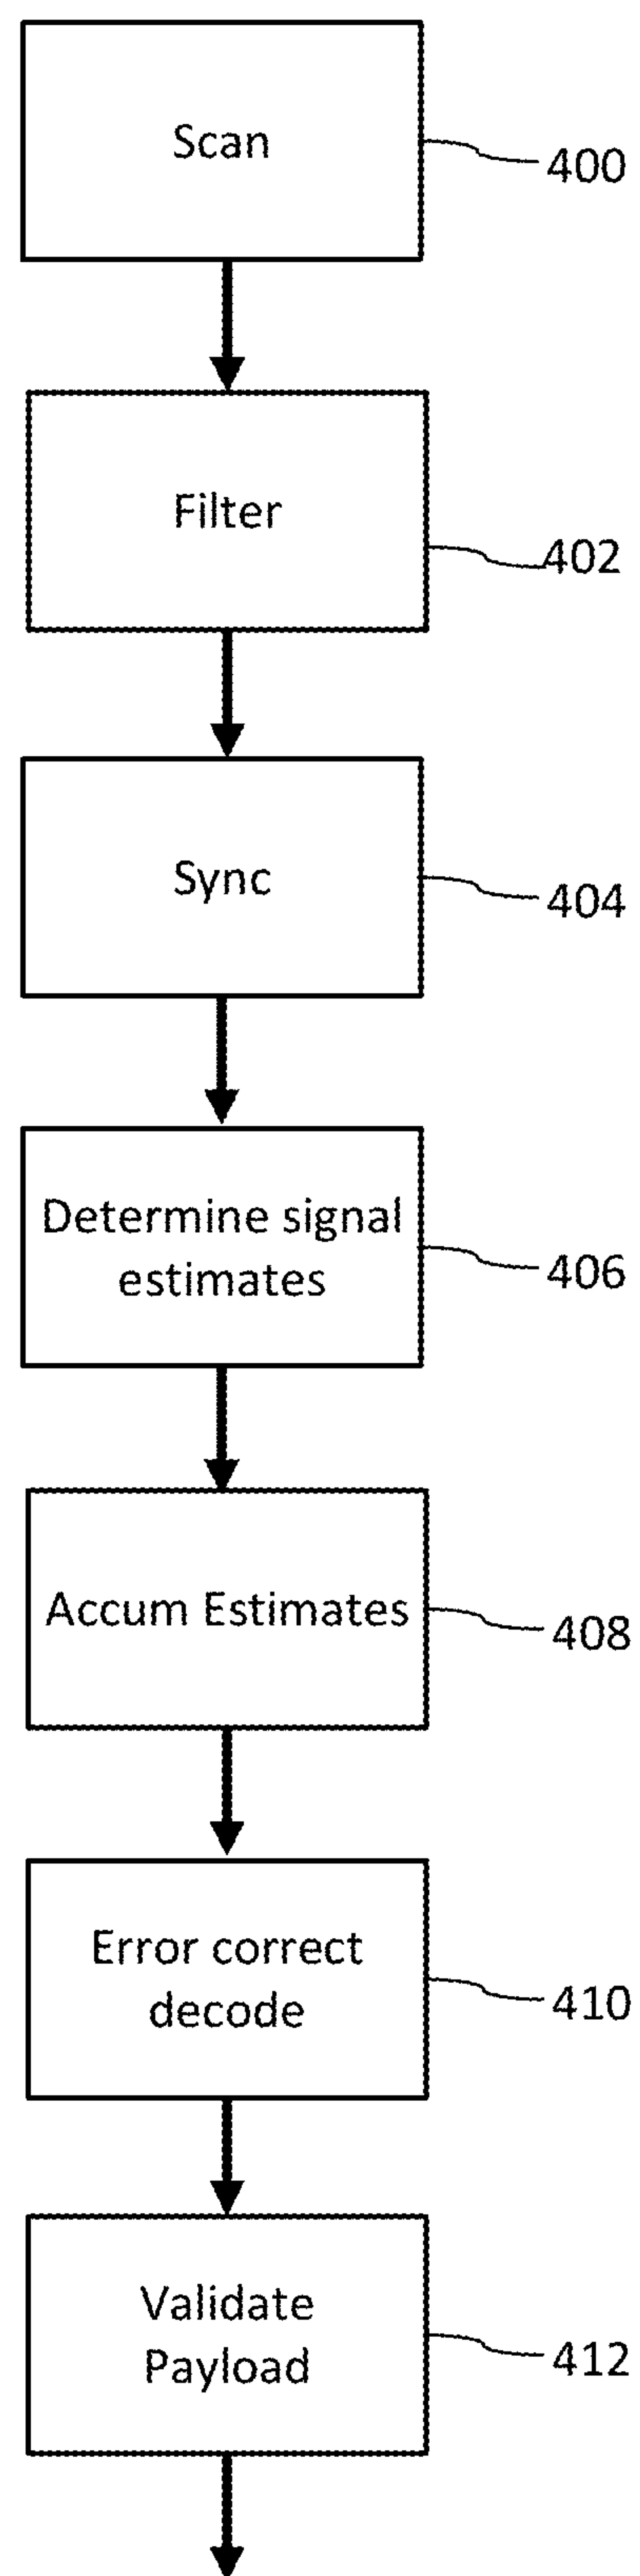 Scan
400
Filter
402
Sync
404
Determine signal
estimates
406
Accum Estimates
408
Error correct
decode
410
Validate
Payload
412